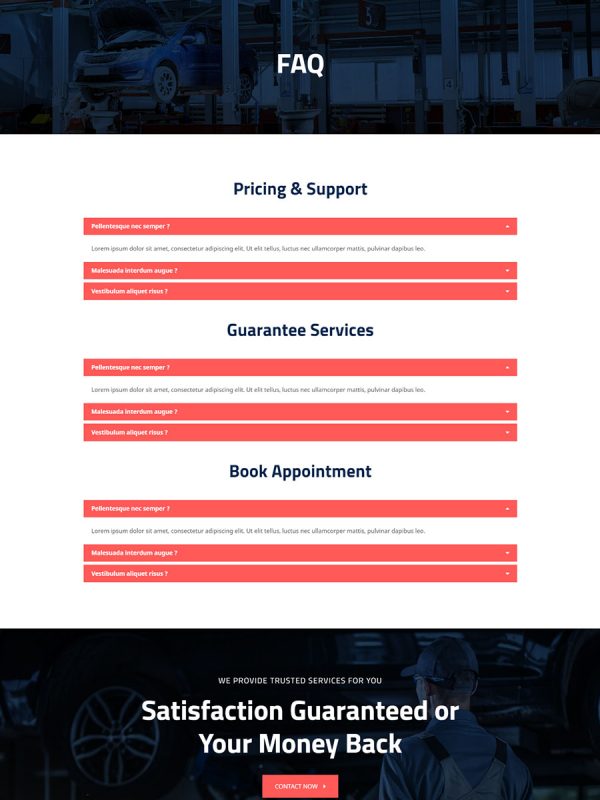 5
FAQ
Pricing & Support
Pellentesque nec semper ?
Lorem ipsum dolor sit amet, consectetur adipiscing elit. Ut elit tellus, luctus nec ullamcorper mattis, pulvinar dapibus leo.
Malesuada interdum augue ?
Vestibulum aliquet risus ?
Guarantee Services
Pellentesque nec semper ?
Lorem ipsum dolor sit amet, consectetur adipiscing elit. Ut elit tellus, luctus nec ullamcorper mattis, pulvinar dapibus leo.
Malesuada interdum augue ?
Vestibulum aliquet risus ?
Book Appointment
Pellentesque nec semper ?
Lorem ipsum dolor sit amet, consectetur adipiscing elit. Ut elit tellus, luctus nec ullamcorper mattis, pulvinar dapibus leo.
Malesuada interdum augue ?
Vestibulum aliquet risus ?
WE PROVIDE TRUSTED SERVICES FOR YOU
Satisfaction Guaranteed or
Your Money Back
CONTACT NOW